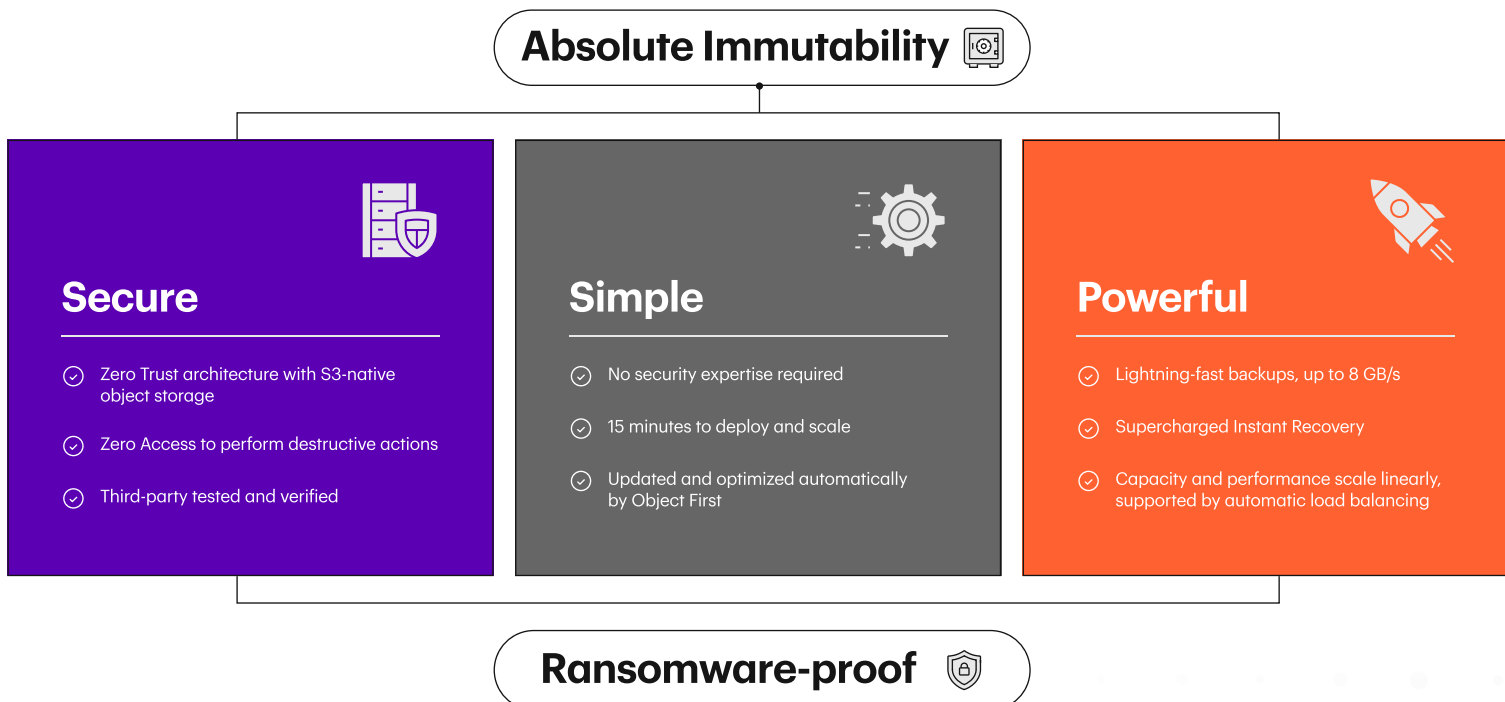 Absolute Immutability
Secure
Zero Trust architecture with S3-native
object storage
Zero Access to perform destructive actions
Third-party tested and verified
Simple
No security expertise required
15 minutes to deploy and scale
Updated and optimized automatically
by Object First
Powerful
Lightning-fast backups, up to 8 GB/s
Supercharged Instant Recovery
Capacity and performance scale linearly,
supported by automatic load balancing
Ransomware-proof